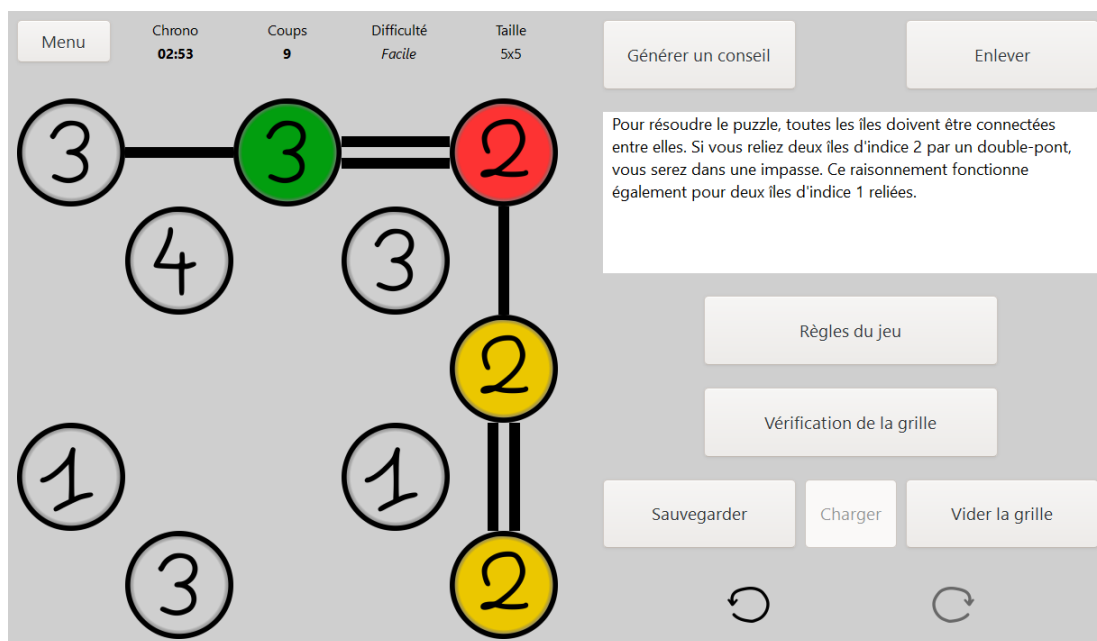 Menu
Chrono
02:53
Coups
9
Difficulté
Facile
Taille
5x5
Générer un conseil
Enlever
3 3 2
4 3
2
1 1
3 2
Pour résoudre le puzzle, toutes les îles doivent être connectées
entre elles. Si vous reliez deux îles d'indice 2 par un double-pont,
vous serez dans une impasse. Ce raisonnement fonctionne
également pour deux îles d'indice 1 reliées.
Règles du jeu
Vérification de la grille
Sauvegarder
Charger
Vider la grille